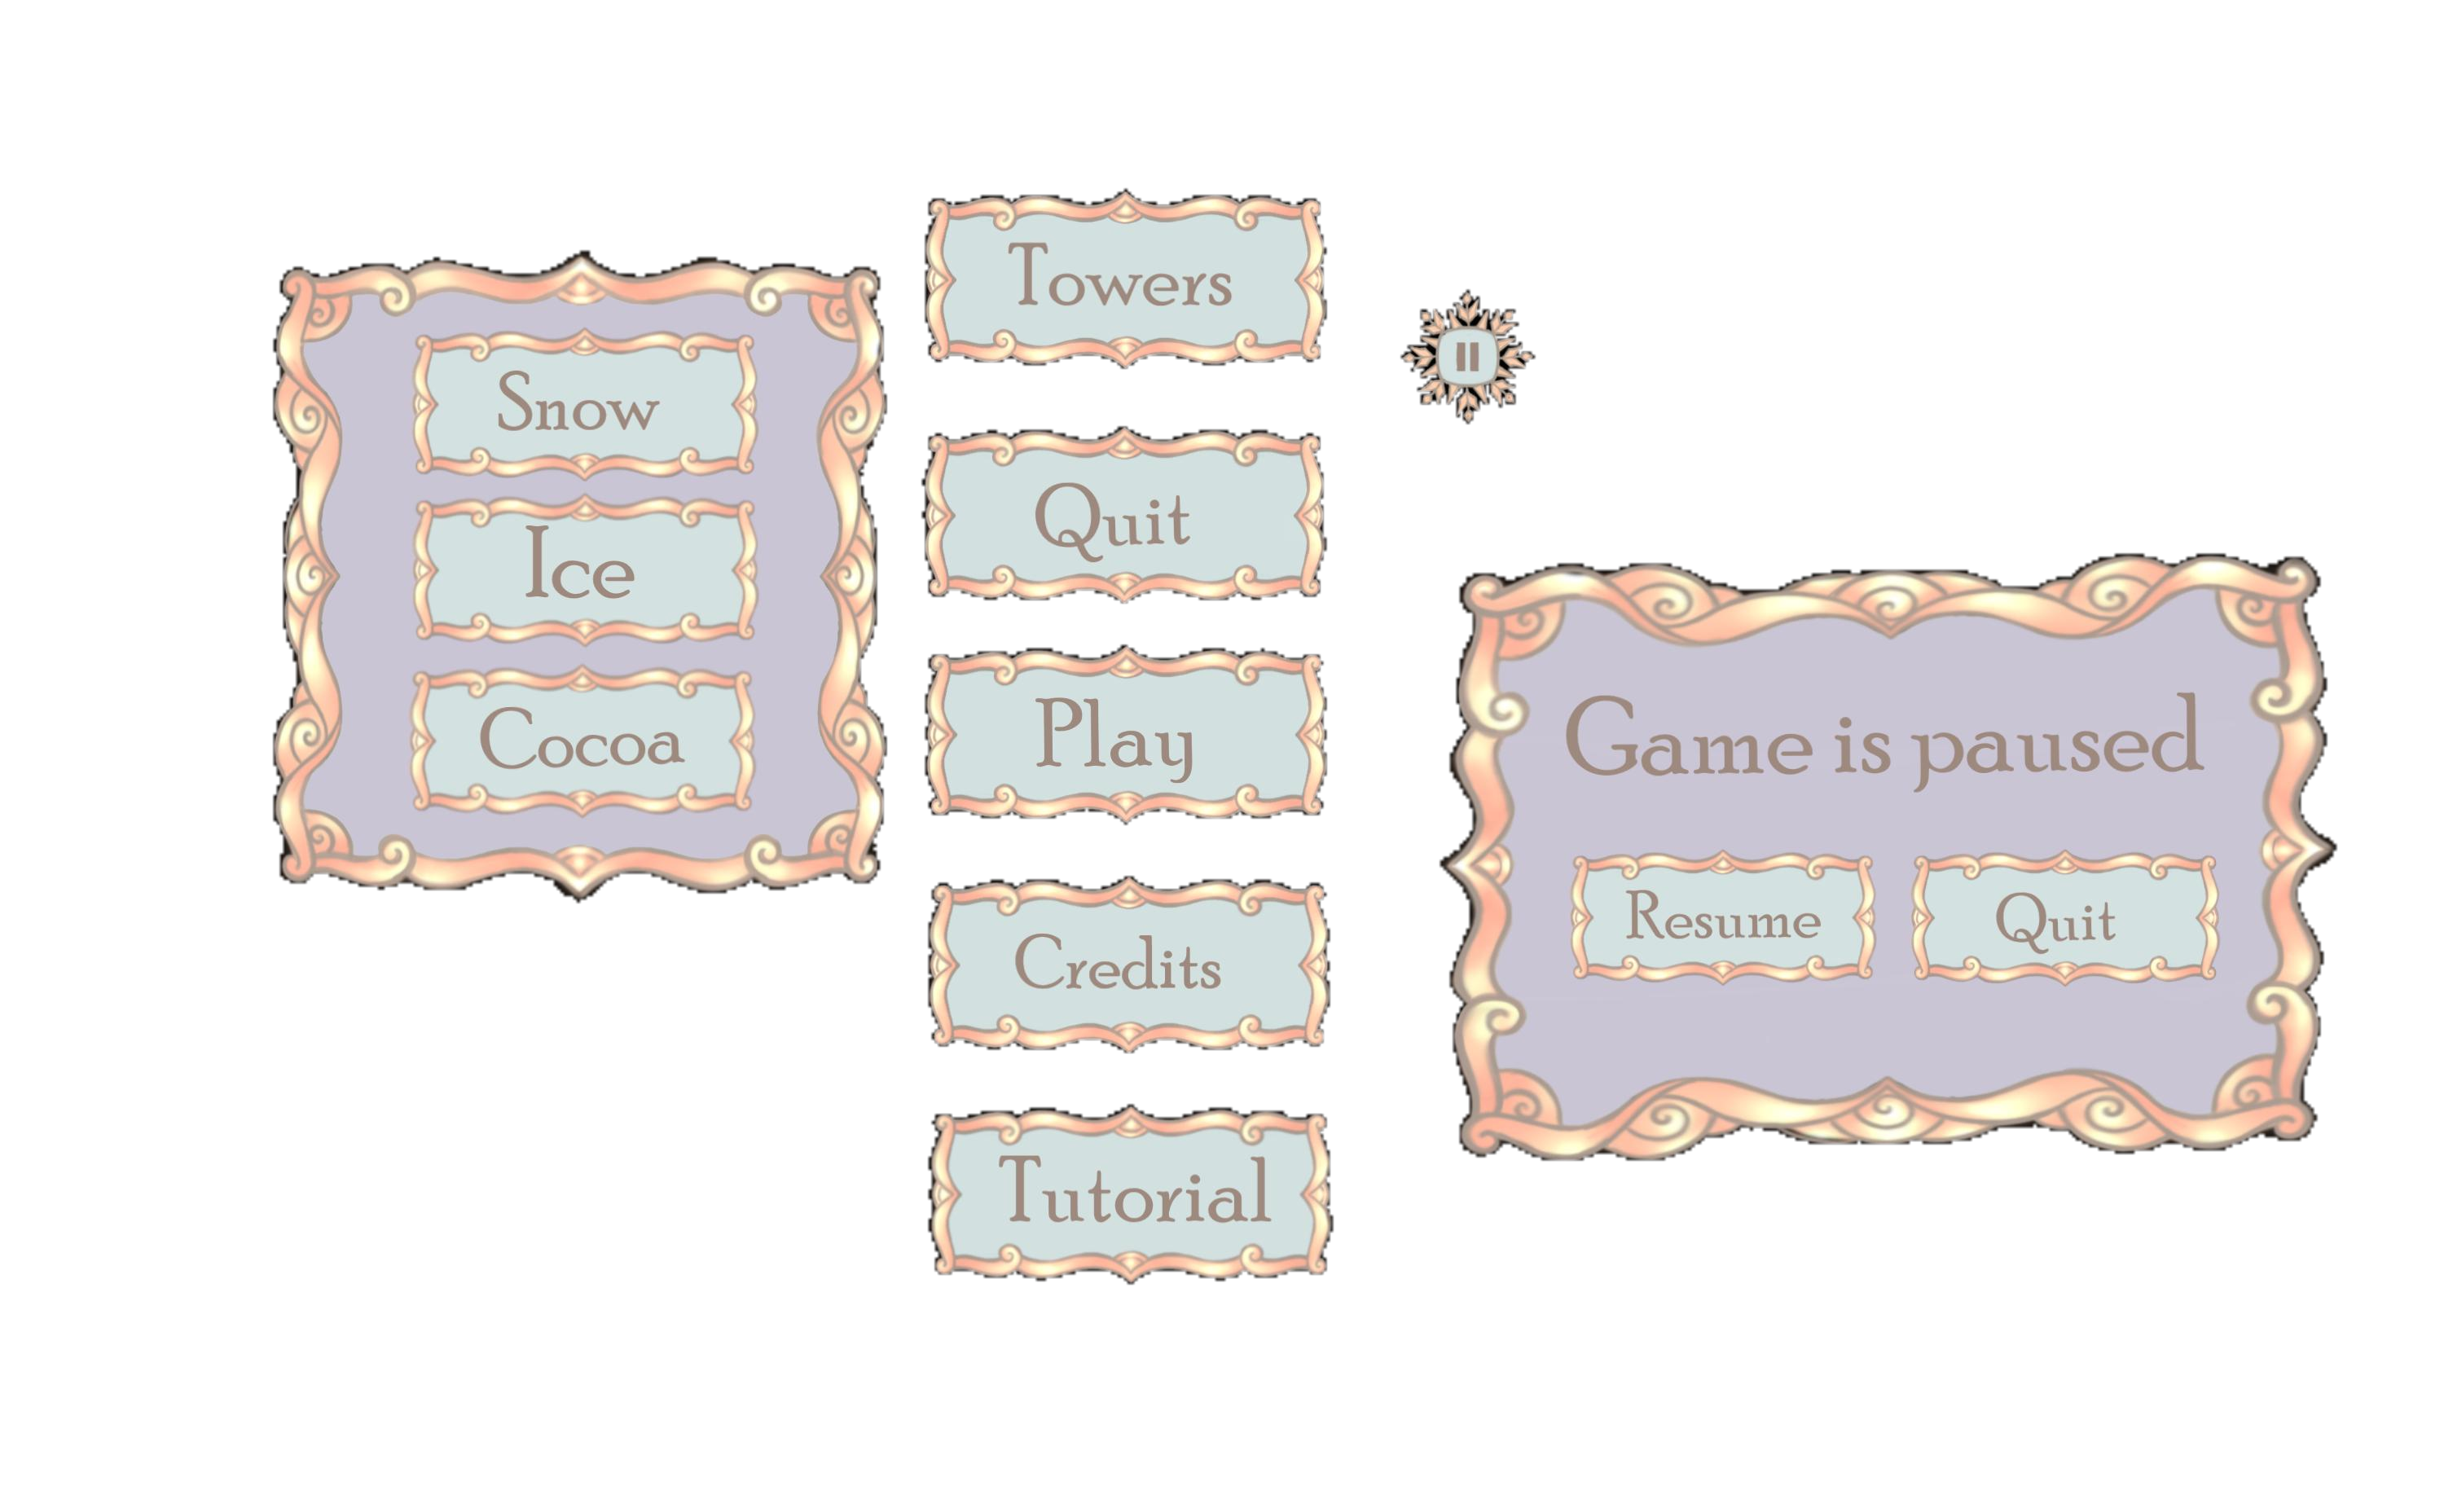 Snow
Ice
Cocoa
Towers
Quit
Play
Credits
Tutorial
Game is paused
Resume
Quit